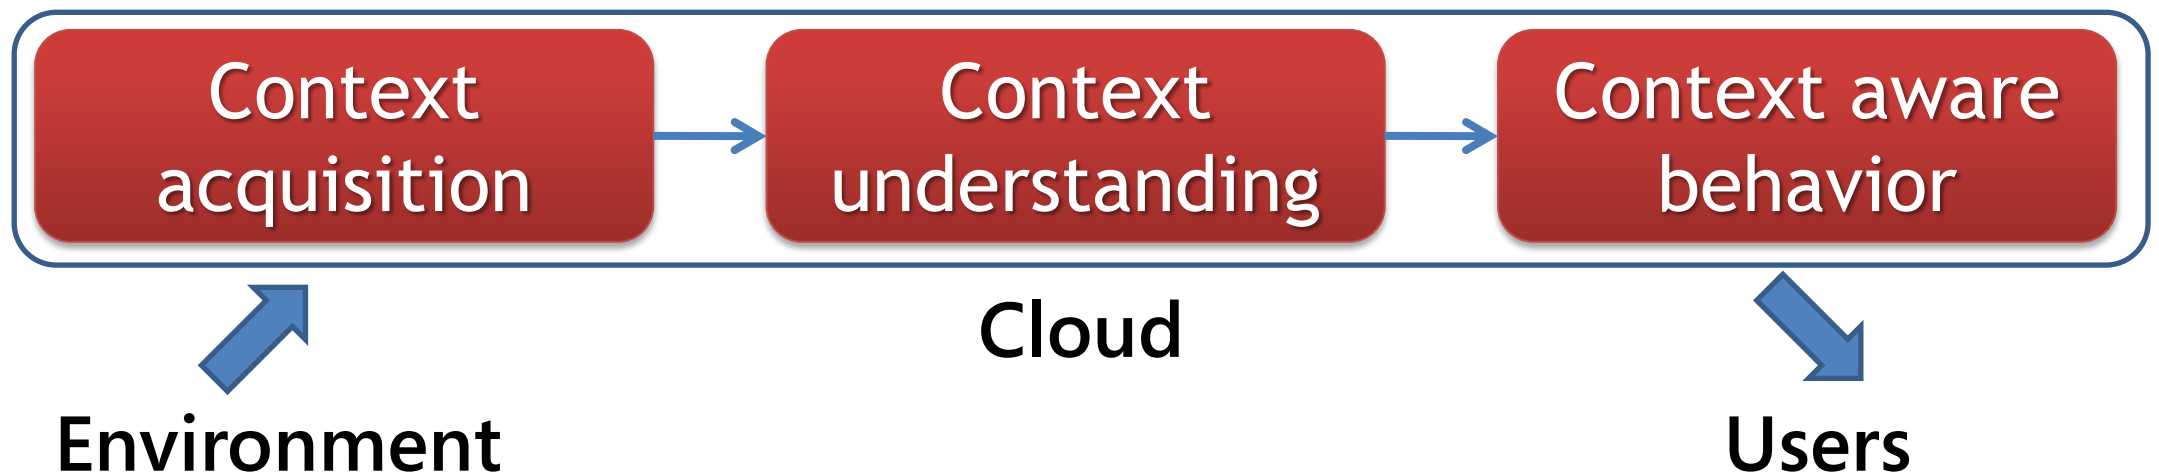 Context
acquisition
Context
understanding
Context aware
behavior
Cloud
Environment
Users